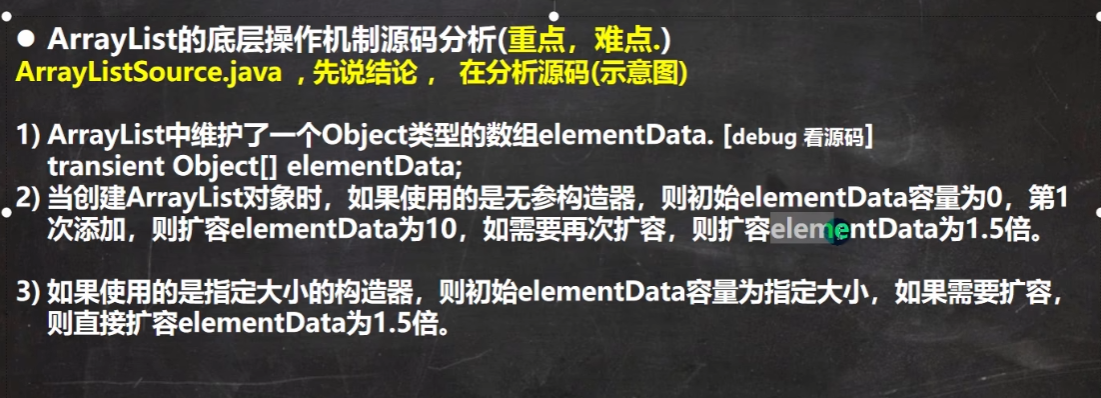 ● ArrayList的底层操作机制源码分析(重点，难点.)
ArrayListSource.java ，先说结论， 在分析源码(示意图)
1) ArrayList中维护了一个Object类型的数组elementData. [debug 看源码]
transient Object[] elementData;
2) 当创建ArrayList对象时，如果使用的是无参构造器，则初始elementData容量为0，第1
次添加，则扩容elementData为10，如需要再次扩容，则扩容elementData为1.5倍。
3) 如果使用的是指定大小的构造器，则初始elementData容量为指定大小，如果需要扩容，
则直接扩容elementData为1.5倍。